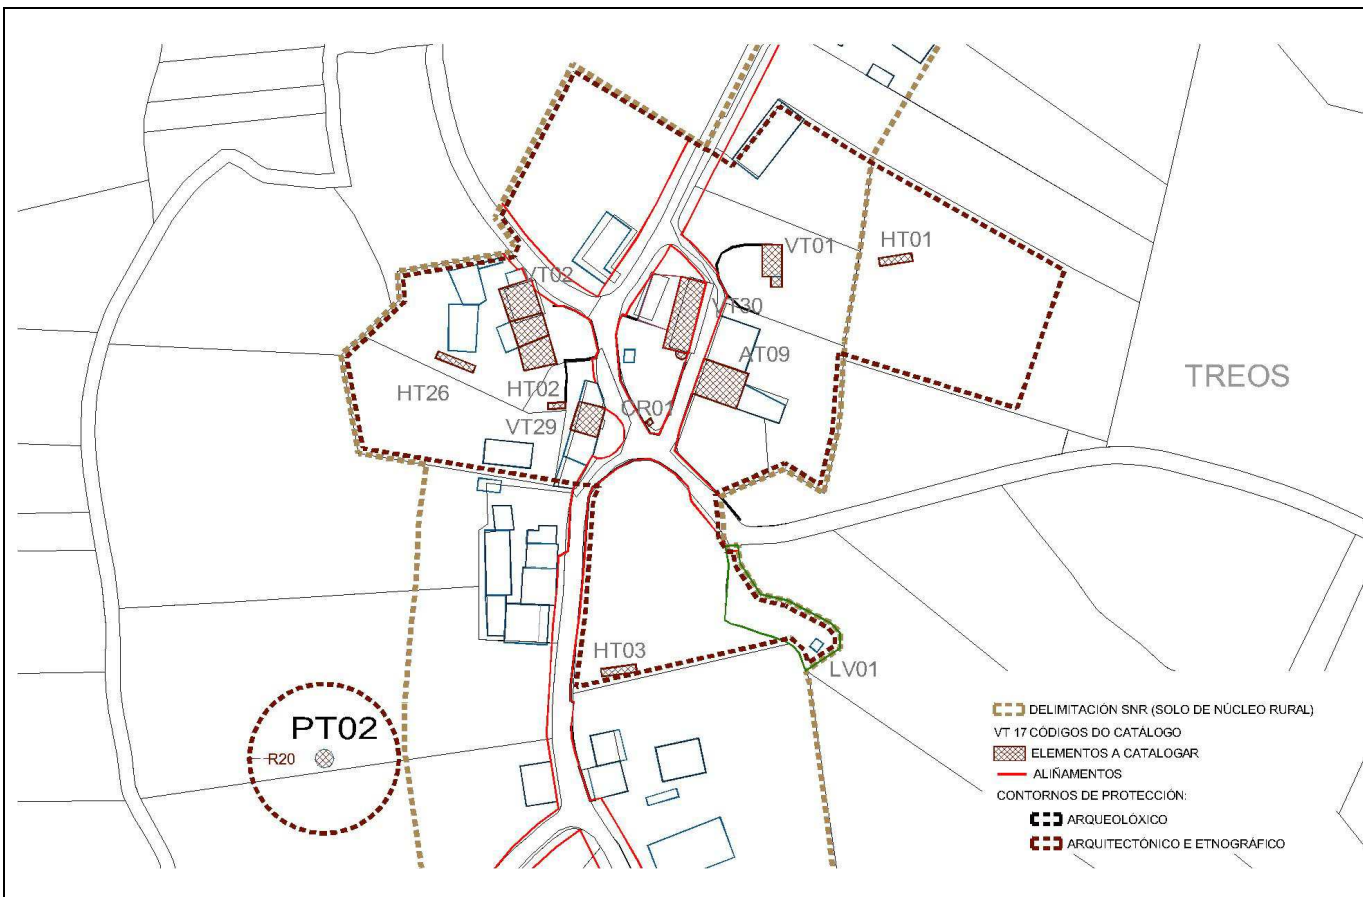 VT01
HT01
VT02
VT30
AT09
TREOS
HT26
HT02
CR01
VT29
HT03
LV01
PT02
R20
DELIMITACIÓN SNR (SOLO DE NÚCLEO RURAL)
VT 17 CÓDIGOS DO CATÁLOGO
ELEMENTOS A CATALOGAR
ALIÑAMENTOS
CONTORNOS DE PROTECCIÓN:
ARQUEOLÓXICO
ARQUITECTÓNICO E ETNOGRÁFICO